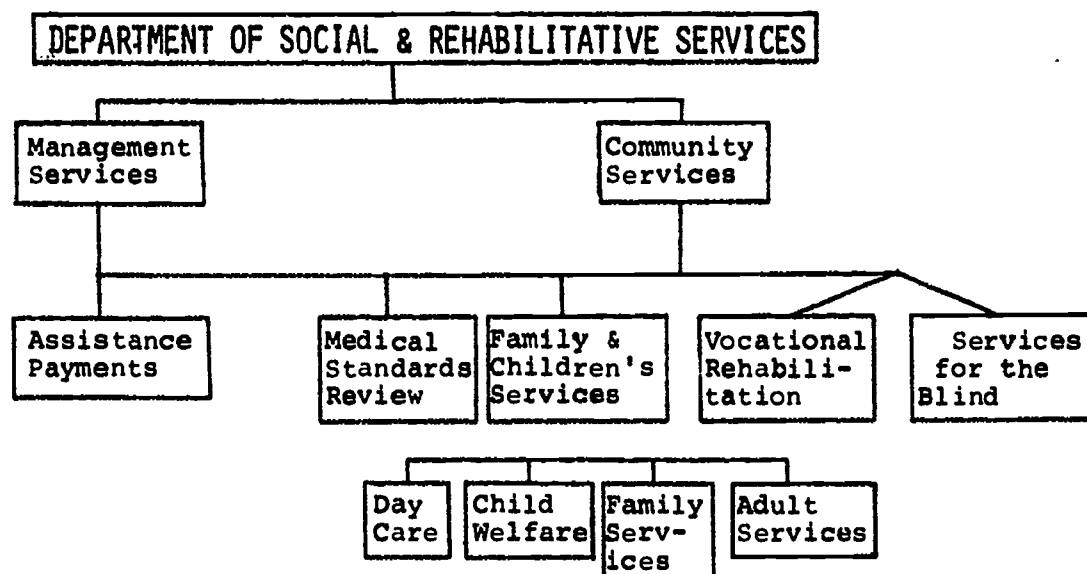 DEPARTMENT OF SOCIAL & REHABILITATIVE SERVICES
Management
Services
Community
Services
Assistance
Payments
Medical
Standards
Review
Family &
Children's
Services
Vocational
Rehabili-
tation
Services
for the
Blind
Day
Care
Child
Welfare
Family
Serv-
ices
Adult
Services